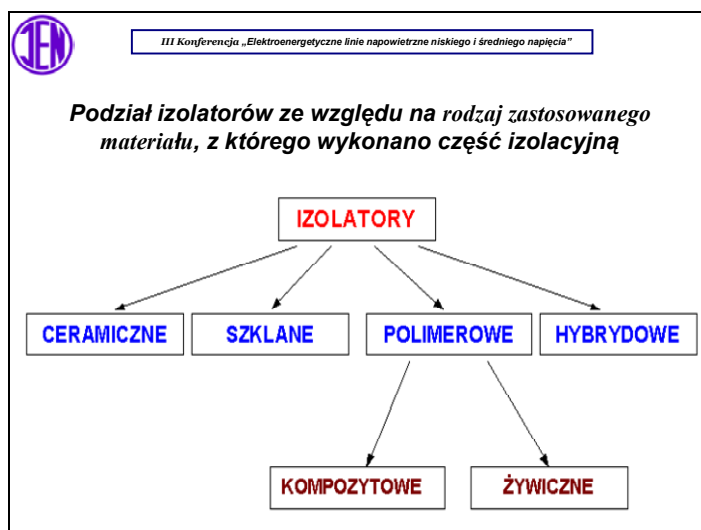 JEN
III Konferencja „Elektroenergetyczne linie napowietrzne niskiego i średniego napięcia”
Podział izolatorów ze względu na rodzaj zastosowanego
materiału, z którego wykonano część izolacyjną
IZOLATORY
CERAMICZNE SZKLANE POLIMEROWE HYBRYDOWE
KOMPOZYTOWE ŻYWICZNE